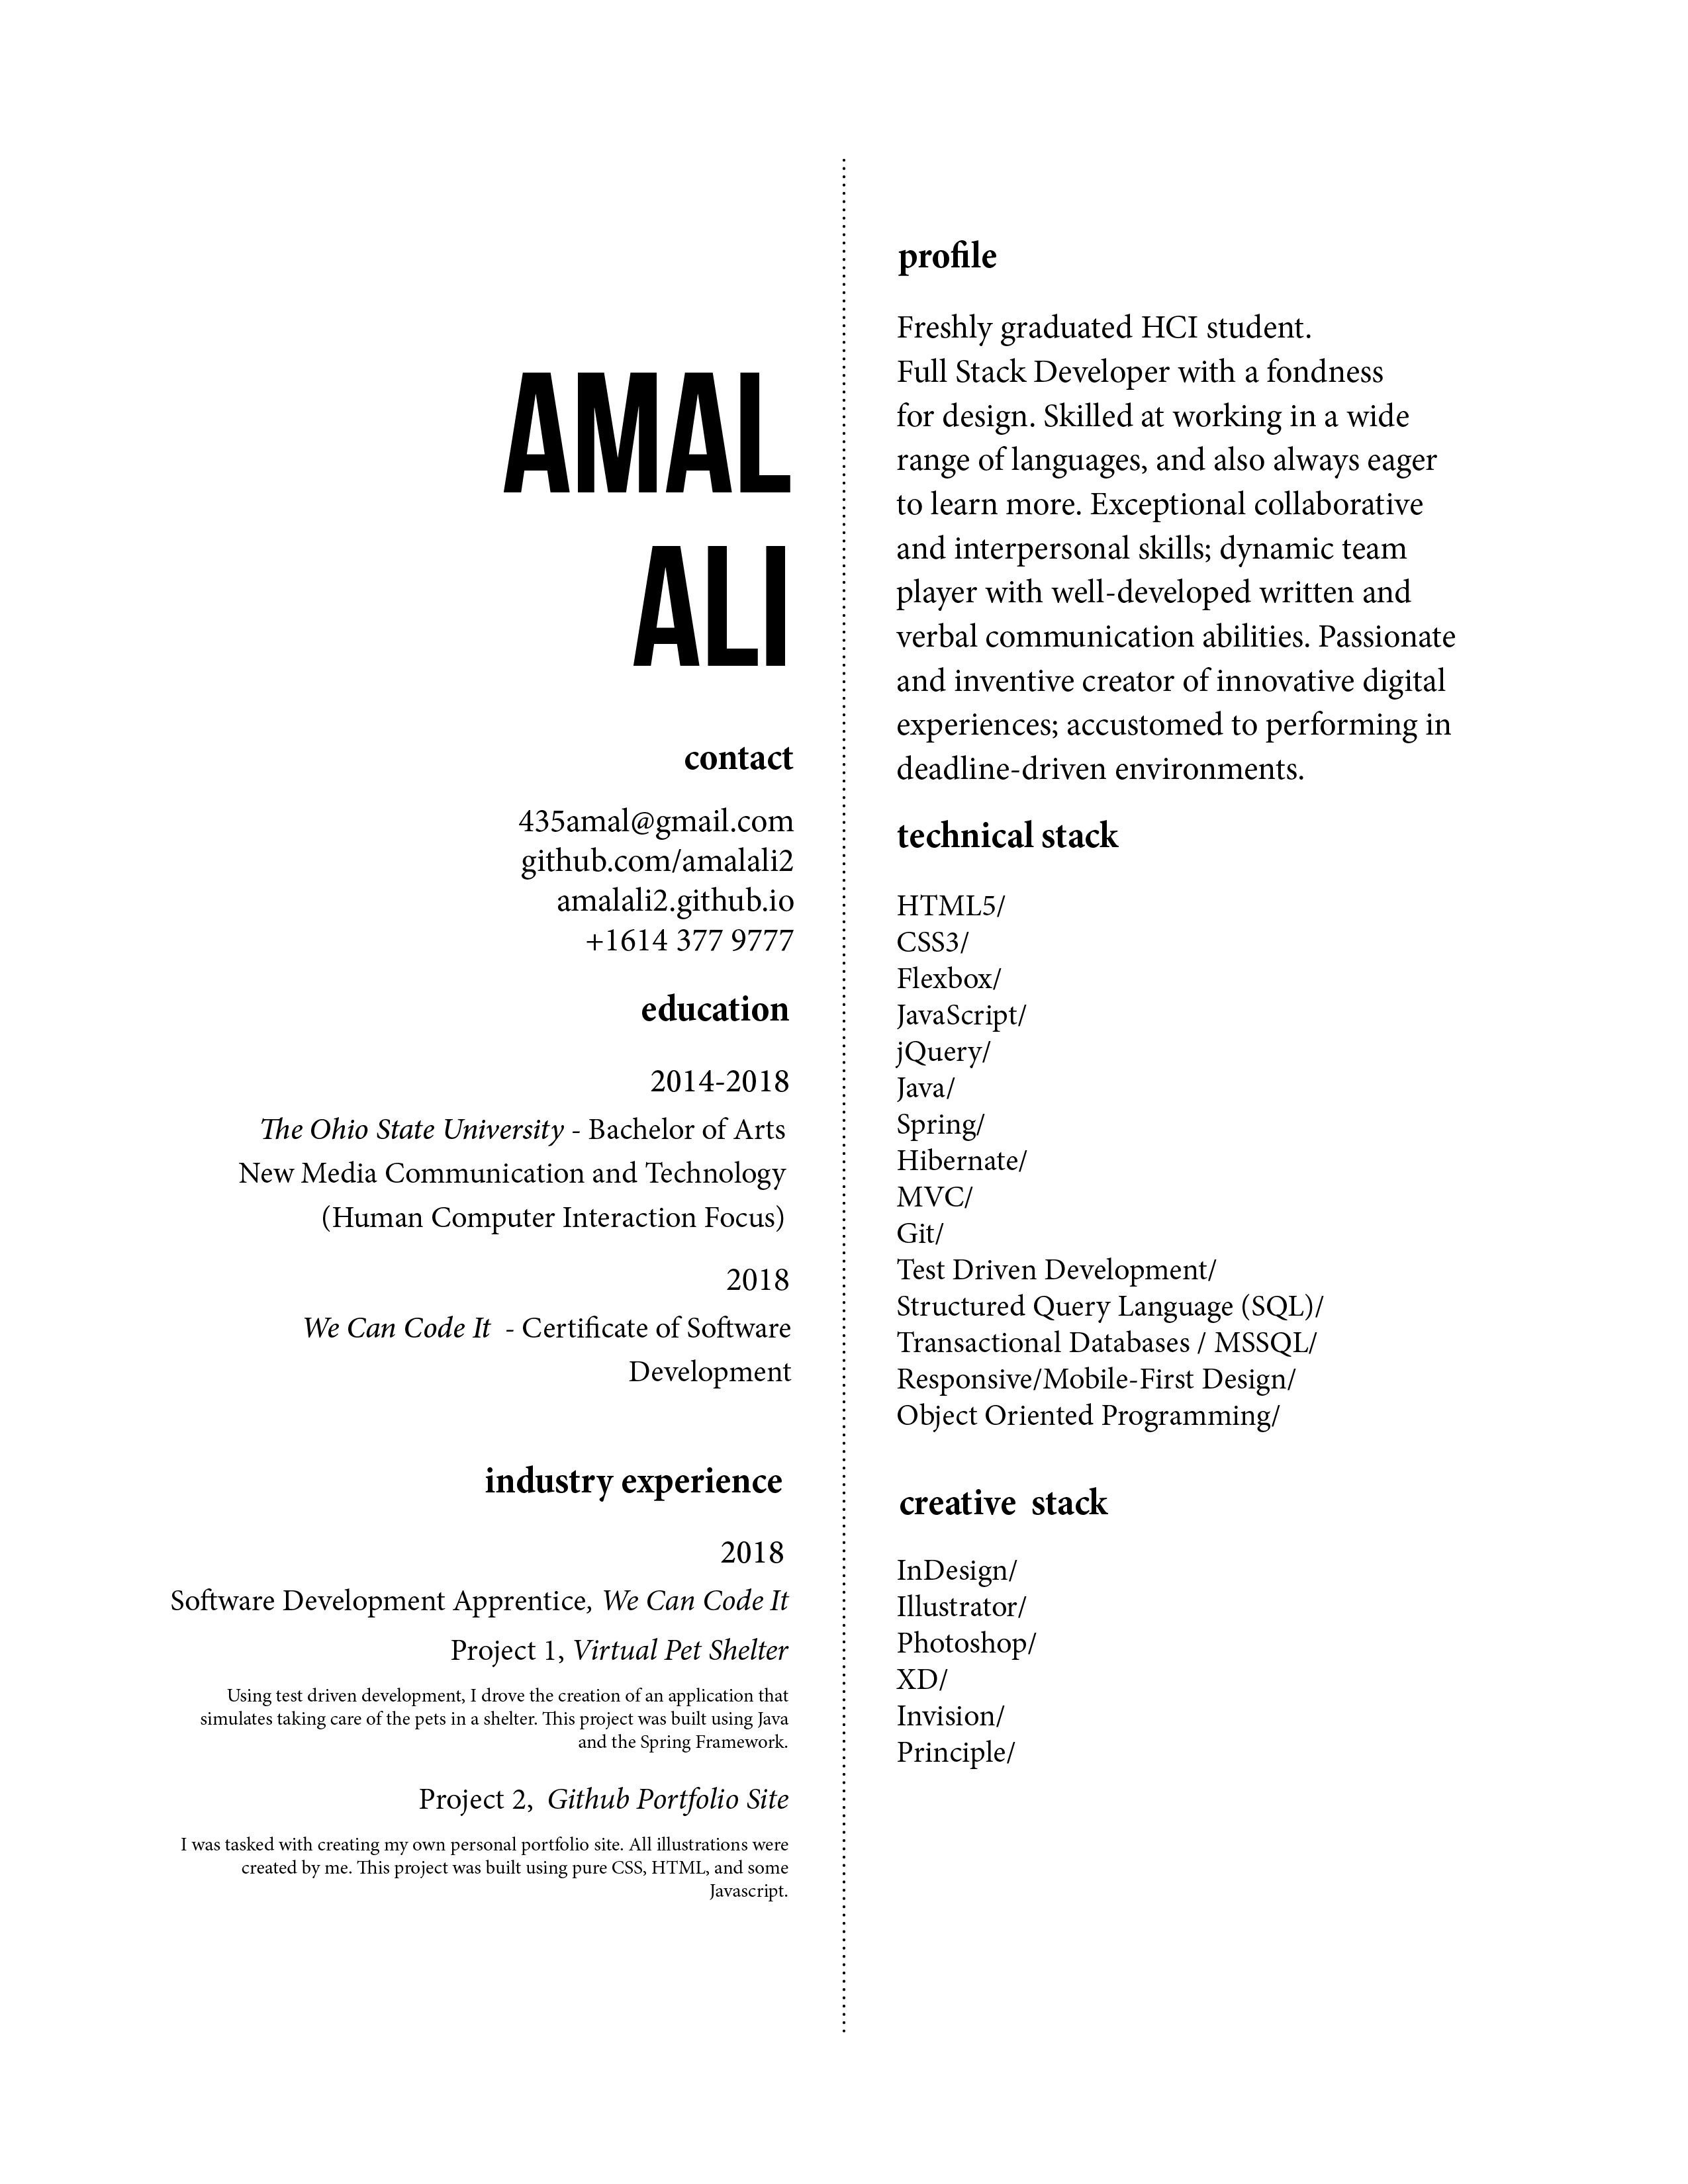 AMAL
ALI
contact
435amal@gmail.com
github.com/amalali2
amalali2.github.io
+1614 377 9777
education
2014-2018
The Ohio State University - Bachelor of Arts
New Media Communication and Technology
(Human Computer Interaction Focus)
2018
We Can Code It - Certificate of Software
Development
industry experience
2018
Software Development Apprentice, We Can Code It
Project 1, Virtual Pet Shelter
Using test driven development, I drove the creation of an application that
simulates taking care of the pets in a shelter. This project was built using Java
and the Spring Framework.
Project 2, Github Portfolio Site
I was tasked with creating my own personal portfolio site. All illustrations were
created by me. This project was built using pure CSS, HTML, and some
Javascript.
profile
Freshly graduated HCI student.
Full Stack Developer with a fondness
for design. Skilled at working in a wide
range of languages, and also always eager
to learn more. Exceptional collaborative
and interpersonal skills; dynamic team
player with well-developed written and
verbal communication abilities. Passionate
and inventive creator of innovative digital
experiences; accustomed to performing in
deadline-driven environments.
technical stack
HTML5/
CSS3/
Flexbox/
JavaScript/
jQuery/
Java/
Spring/
Hibernate/
MVC/
Git/
Test Driven Development/
Structured Query Language (SQL)/
Transactional Databases / MSSQL/
Responsive/Mobile-First Design/
Object Oriented Programming/
creative stack
InDesign/
Illustrator/
Photoshop/
XD/
Invision/
Principle/